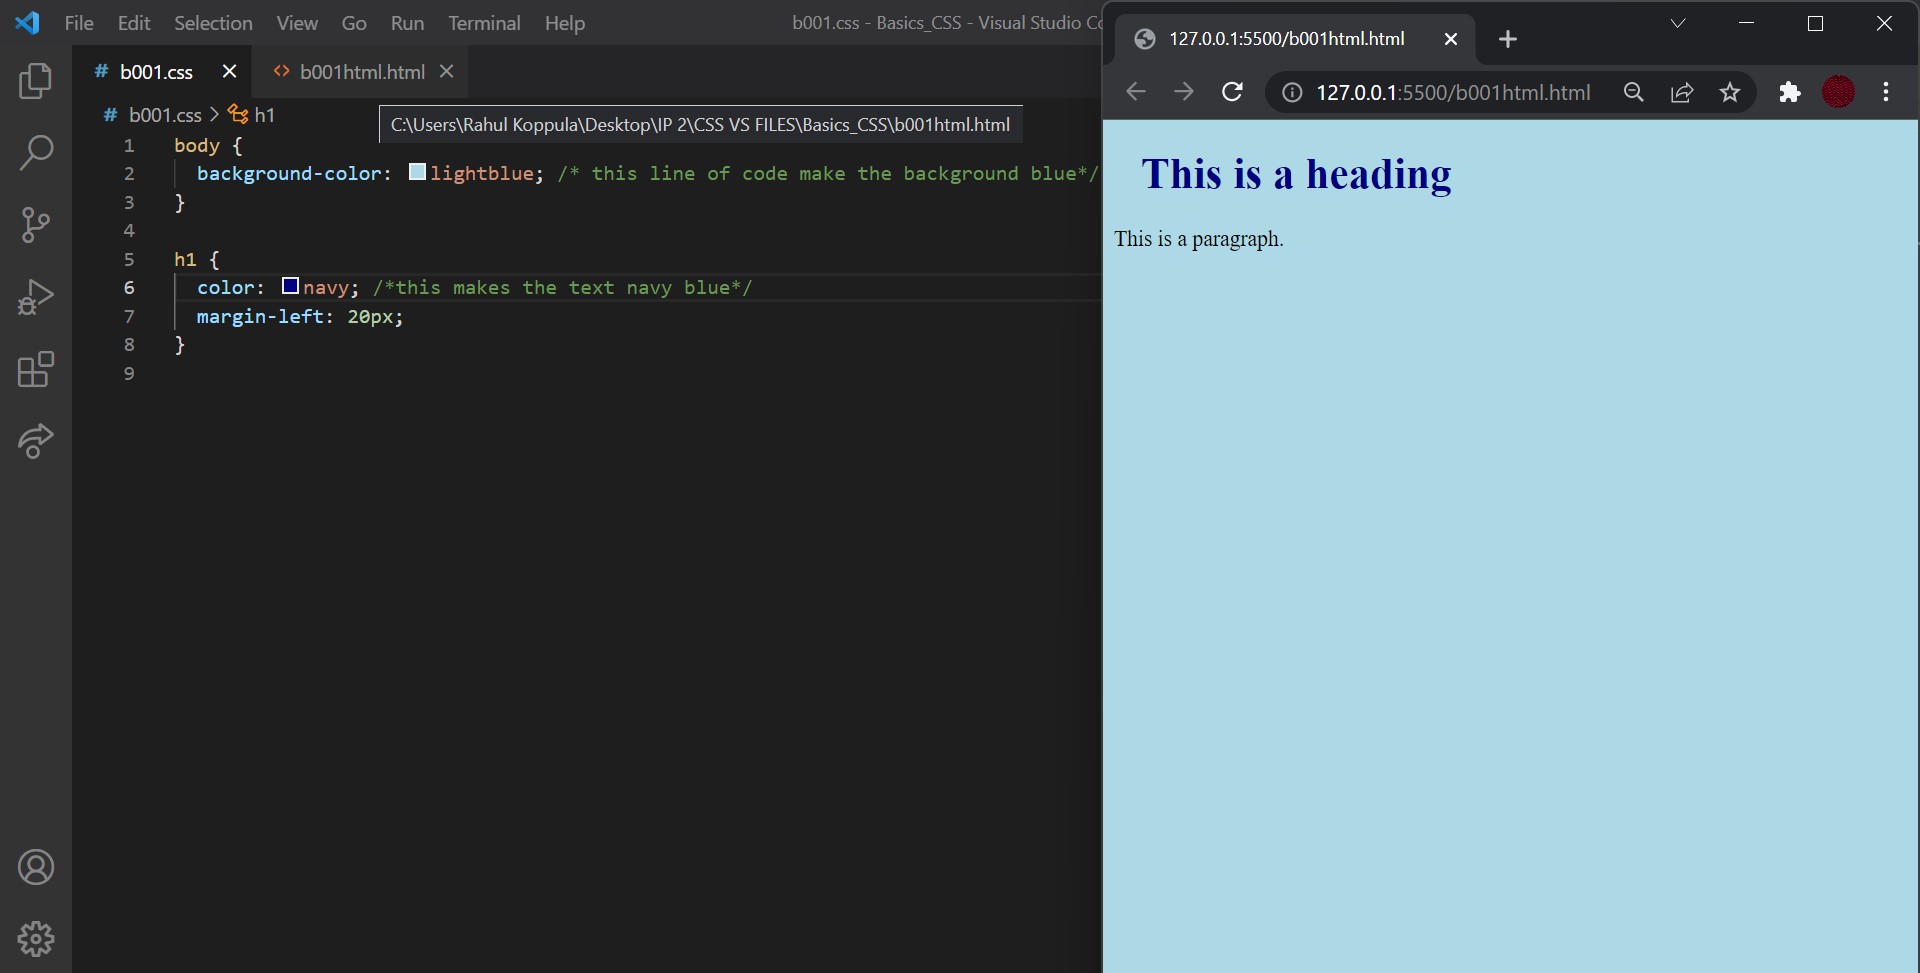 File Edit Selection View Go Run Terminal Help
b001.css - Basics_CSS - Visual Studio Co
# b001.css
<> b001html.html
# b001.css > h1
C:\Users\Rahul Koppula\Desktop\IP 2\CSS VS FILES\Basics_CSS\b001html.html
1 body {
2   background-color: lightblue; /* this line of code make the background blue*/
3 }
4
5 h1 {
6   color: navy; /*this makes the text navy blue*/
7   margin-left: 20px;
8 }
9
127.0.0.1:5500/b001html.html
127.0.0.1:5500/b001html.html
This is a heading
This is a paragraph.